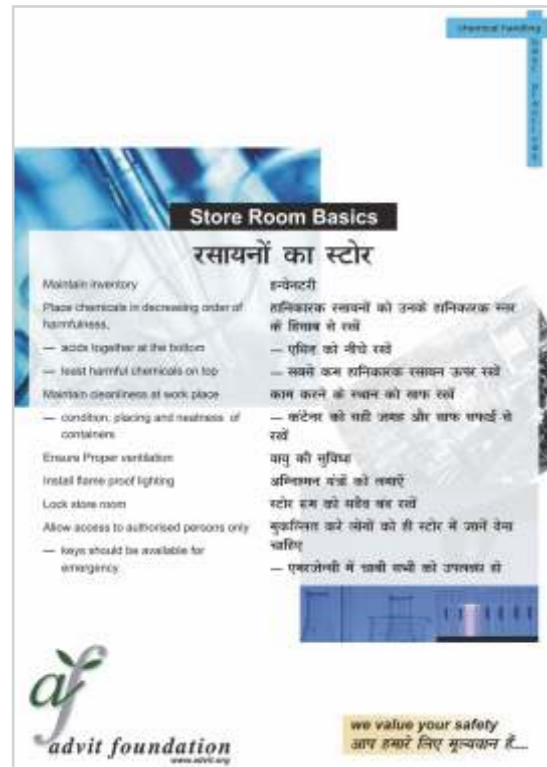 chemical handling
Store Room Basics
रसायनों का स्टोर
Maintain inventory
Place chemicals in decreasing order of
harmfulness,
— acids together at the bottom
— least harmful chemicals on top
Maintain cleanliness at work place
— condition, placing and neatness of
containers
Ensure Proper ventilation
Install flame proof lighting
Lock store room
Allow access to authorised persons only
— keys should be available for
emergency
इन्वेनटरी
हानिकारक रसायनों को उनके हानिकारक स्तर
के हिसाब से रखें
— एसिड को नीचे रखें
— सबसे कम हानिकारक रसायन ऊपर रखें
काम करने के स्थान को साफ रखें
— कंटेनर को सही जगह और साफ सफाई से
रखें
वायु की सुविधा
अग्निशमन यंत्रों को लगाऐं
स्टोर रूम को सदैव बंद रखें
करे लोगों को ही स्टोर में जानें देना
चाहिए
— एमरजेन्सी में चाबी सभी को उपलब्ध हो
af
advit foundation
www.advit.org
we value your safety
आप हमारे लिए मूल्यवान हैं....